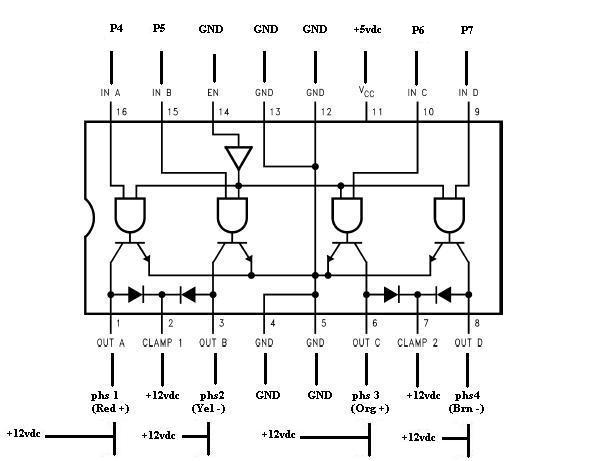 P4 P5 GND GND GND +5vdc P6 P7
IN A IN B EN GND GND VCC IN C IN D
16 15 14 13 12 11 10 9
1 2 3 4 5 6 7 8
OUT A CLAMP 1 OUT B GND GND OUT C CLAMP 2 OUT D
phs 1 +12vdc phs2 GND GND phs 3 +12vdc phs4
(Red +) (Yel -) (Org +) (Brn -)
+12vdc +12vdc +12vdc +12vdc